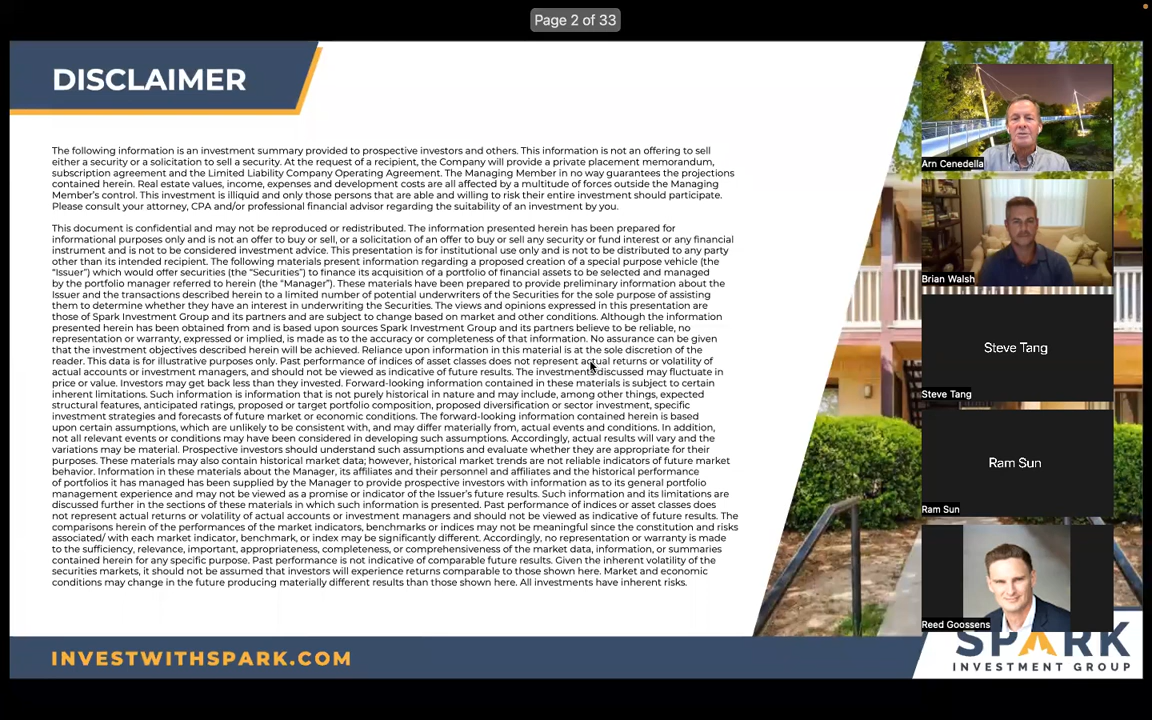 Page 2 of 33
DISCLAIMER
The following information is an investment summary provided to prospective investors and others. This information is not an offering to sell
either a security or a solicitation to sell a security. At the request of a recipient, the Company will provide a private placement memorandum,
subscription agreement and the Limited Liability Company Operating Agreement. The Managing Member in no way guarantees the projections
contained herein. Real estate values, income, expenses and development costs are all affected by a multitude of forces outside the Managing
Member's control. This investment is illiquid and only those persons that are able and willing to risk their entire investment should participate.
Please consult your attorney, CPA and/or professional financial advisor regarding the suitability of an investment by you.
This document is confidential and may not be reproduced or redistributed. The information presented herein has been prepared for
informational purposes only and is not an offer to buy or sell, or a solicitation of an offer to buy or sell any security or fund interest or any financial
instrument and is not to be considered investment advice. This presentation is for institutional use only and is not to be distributed to any party
other than its intended recipient. The following materials present information regarding a proposed creation of a special purpose vehicle (the
"Issuer") which would offer securities (the "Securities") to finance its acquisition of a portfolio of financial assets to be selected and managed
by the portfolio manager referred to herein (the "Manager"). These materials have been prepared to provide preliminary information about the
Issuer and the transactions described herein to a limited number of potential underwriters of the Securities for the sole purpose of assisting
them to determine whether they have an interest in underwriting the Securities. The views and opinions expressed in this presentation are
those of Spark Investment Group and its partners and are subject to change based on market and other conditions. Although the information
presented herein has been obtained from and is based upon sources Spark Investment Group and its partners believe to be reliable, no
representation or warranty, expressed or implied, is made as to the accuracy or completeness of that information. No assurance can be given
that the investment objectives described herein will be achieved. Reliance upon information in this material is at the sole discretion of the
reader. This data is for illustrative purposes only. Past performance of indices of asset classes does not represent actual returns or volatility of
actual accounts or investment managers, and should not be viewed as indicative of future results. The investments discussed may fluctuate in
price or value. Investors may get back less than they invested. Forward-looking information contained in these materials is subject to certain
inherent limitations. Such information is information that is not purely historical in nature and may include, among other things, expected
structural features, anticipated ratings, proposed or target portfolio composition, proposed diversification or sector investment, specific
investment strategies and forecasts of future market or economic conditions. The forward-looking information contained herein is based
upon certain assumptions, which are unlikely to be consistent with, and may differ materially from, actual events and conditions. In addition,
not all relevant events or conditions may have been considered in developing such assumptions. Accordingly, actual results will vary and the
variations may be material. Prospective investors should understand such assumptions and evaluate whether they are appropriate for their
purposes. These materials may also contain historical market data; however, historical market trends are not reliable indicators of future market
behavior. Information in these materials about the Manager, its affiliates and their personnel and affiliates and the historical performance
of portfolios it has managed has been supplied by the Manager to provide prospective investors with information as to its general portfolio
management experience and may not be viewed as a promise or indicator of the Issuer's future results. Such information and its limitations are
discussed further in the sections of these materials in which such information is presented. Past performance of indices or asset classes does
not represent actual returns or volatility of actual accounts or investment managers and should not be viewed as indicative of future results. The
comparisons herein of the performances of the market indicators, benchmarks or indices may not be meaningful since the constitution and risks
associated/ with each market indicator, benchmark, or index may be significantly different. Accordingly, no representation or warranty is made
to the sufficiency, relevance, important, appropriateness, completeness, or comprehensiveness of the market data, information, or summaries
contained herein for any specific purpose. Past performance is not indicative of comparable future results. Given the inherent volatility of the
securities markets, it should not be assumed that investors will experience returns comparable to those shown here. Market and economic
conditions may change in the future producing materially different results than those shown here. All investments have inherent risks.
INVESTWITHSPARK.COM
Arn Cenedella
Brian Walsh
Steve Tang
Steve Tang
Ram Sun
Ram Sun
Reed Goossens
SPARK
INVESTMENT GROUP